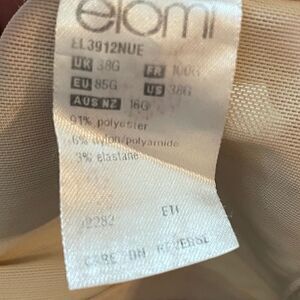 elomi
EL3912NUE
UK 38G FR 100G
EU 85G US 38G
AUS NZ 16G
91% polyester
6% nylon/polyamide
3% elastane
ETI
CARE ON REVERSE